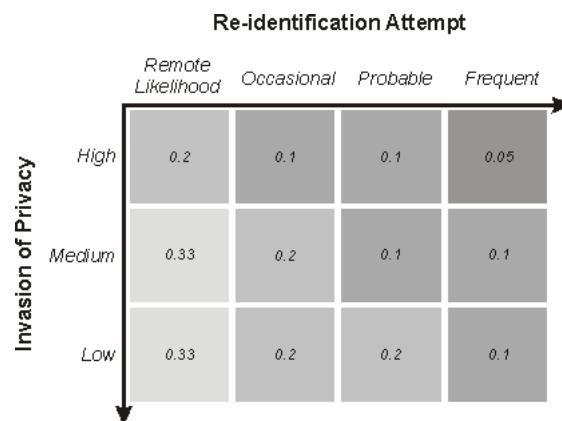 Re-identification Attempt
Remote Likelihood Occasional Probable Frequent
High 0.2 0.1 0.1 0.05
Invasion of Privacy
Medium 0.33 0.2 0.1 0.1
Low 0.33 0.2 0.2 0.1